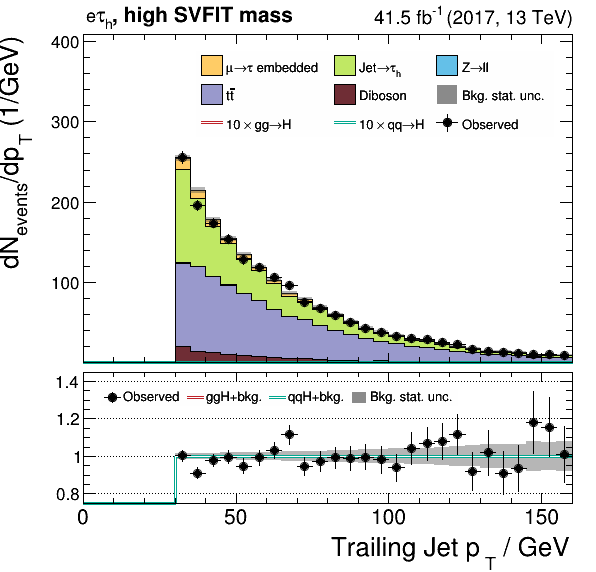 eτh, high SVFIT mass 41.5 fb-1 (2017, 13 TeV)
dNevents/dpT (1/GeV)
400
300
200
100
μ→τ embedded Jet→τh Z→ll
tt̄ Diboson Bkg. stat. unc.
10 × gg→H 10 × qq→H Observed
1.4
1.2
1
0.8
Observed ggH+bkg. qqH+bkg. Bkg. stat. unc.
0 50 100 150
Trailing Jet pT / GeV